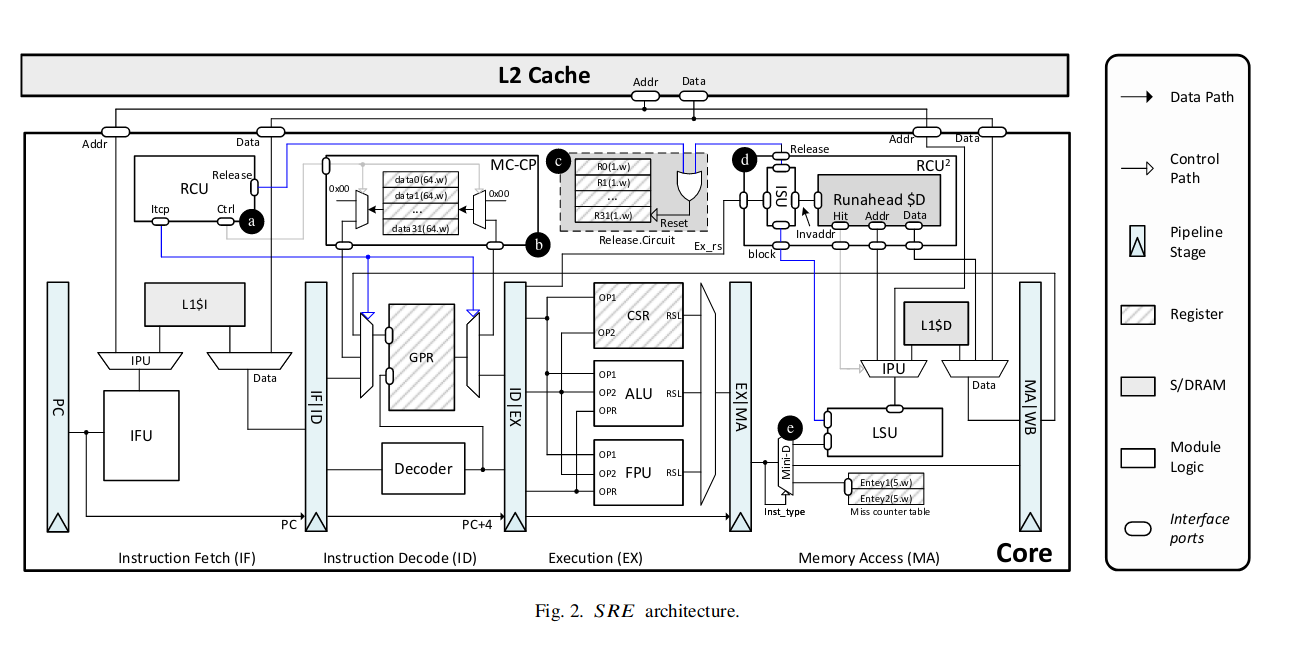 L2 Cache
Addr
Data
Addr
Data
Addr
Data
RCU
Release
Itcp
Ctrl
a
MC-CP
0x00
data0(64.w)
data1(64.w)
...
data31(64.w)
0x00
b
c
R0(1.w)
R1(1.w)
...
R31(1.w)
Reset
Release.Circuit
Ex_rs
d
Release
RCU²
ISU
Runahead $D
Hit
Addr
Data
Invaddr
block
PC
L1$I
IPU
Data
IFU
PC
IF|ID
GPR
Decoder
PC+4
ID|EX
OP1
OP2
CSR
RSL
OP1
OP2
OPR
ALU
RSL
OP1
OP2
OPR
FPU
RSL
EX|MA
L1$D
IPU
Data
LSU
e
Mini-D
Inst_type
Entey1(5.w)
Entey2(5.w)
Miss counter table
MA|WB
Instruction Fetch (IF)
Instruction Decode (ID)
Execution (EX)
Memory Access (MA)
Core
Data Path
Control
Path
Pipeline
Stage
Register
S/DRAM
Module
Logic
Interface
ports
Fig. 2. SRE architecture.